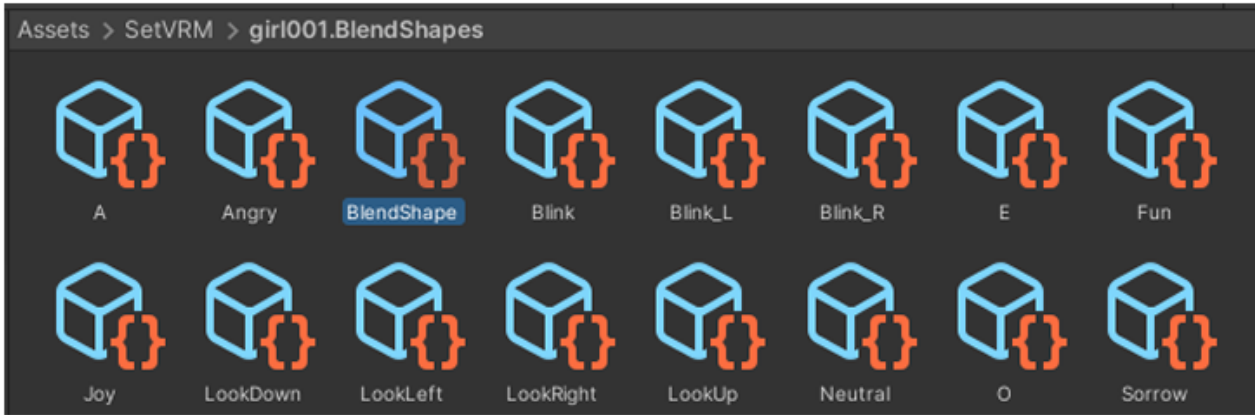 Assets > SetVRM > girl001.BlendShapes
A Angry BlendShape Blink Blink_L Blink_R E Fun
Joy LookDown LookLeft LookRight LookUp Neutral O Sorrow